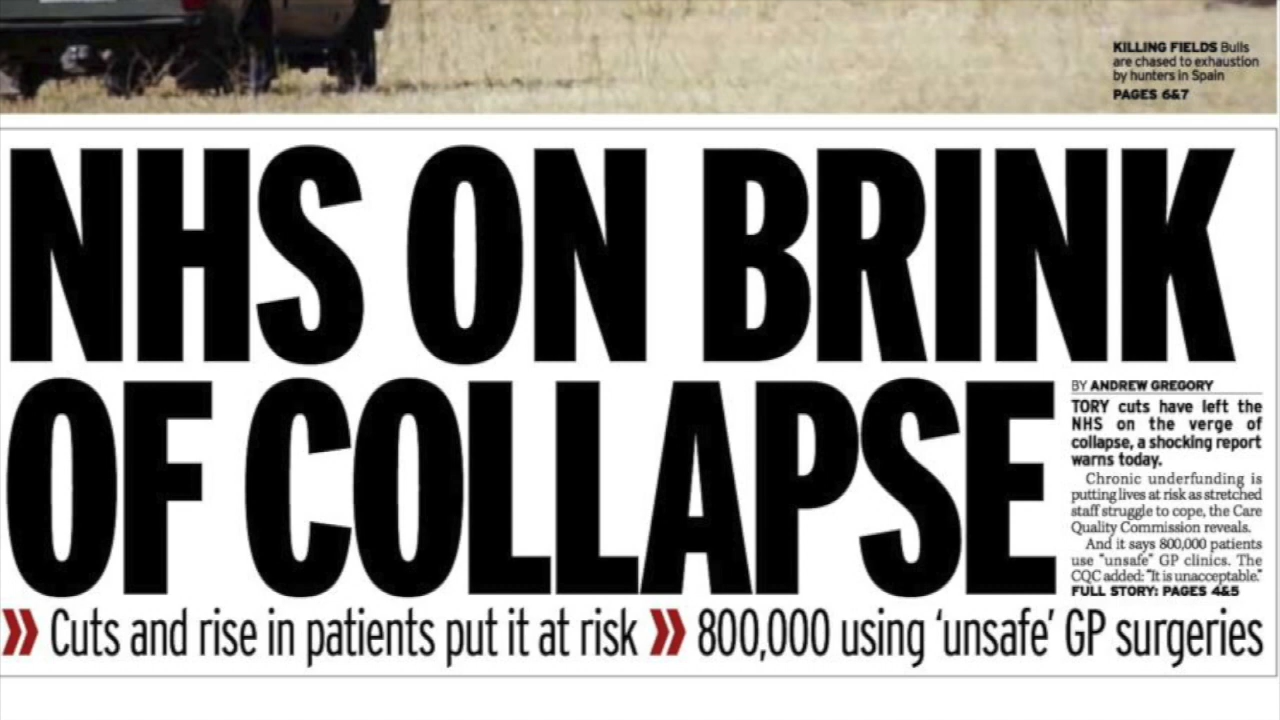 KILLING FIELDS Bulls
are chased to exhaustion
by hunters in Spain
PAGES 6&7
NHS ON BRINK
OF COLLAPSE
BY ANDREW GREGORY
TORY cuts have left the
NHS on the verge of
collapse, a shocking report
warns today.
Chronic underfunding is
putting lives at risk as stretched
staff struggle to cope, the Care
Quality Commission reveals.
And it says 800,000 patients
use "unsafe" GP clinics. The
CQC added: "It is unacceptable."
FULL STORY: PAGES 4&5
» Cuts and rise in patients put it at risk » 800,000 using 'unsafe' GP surgeries